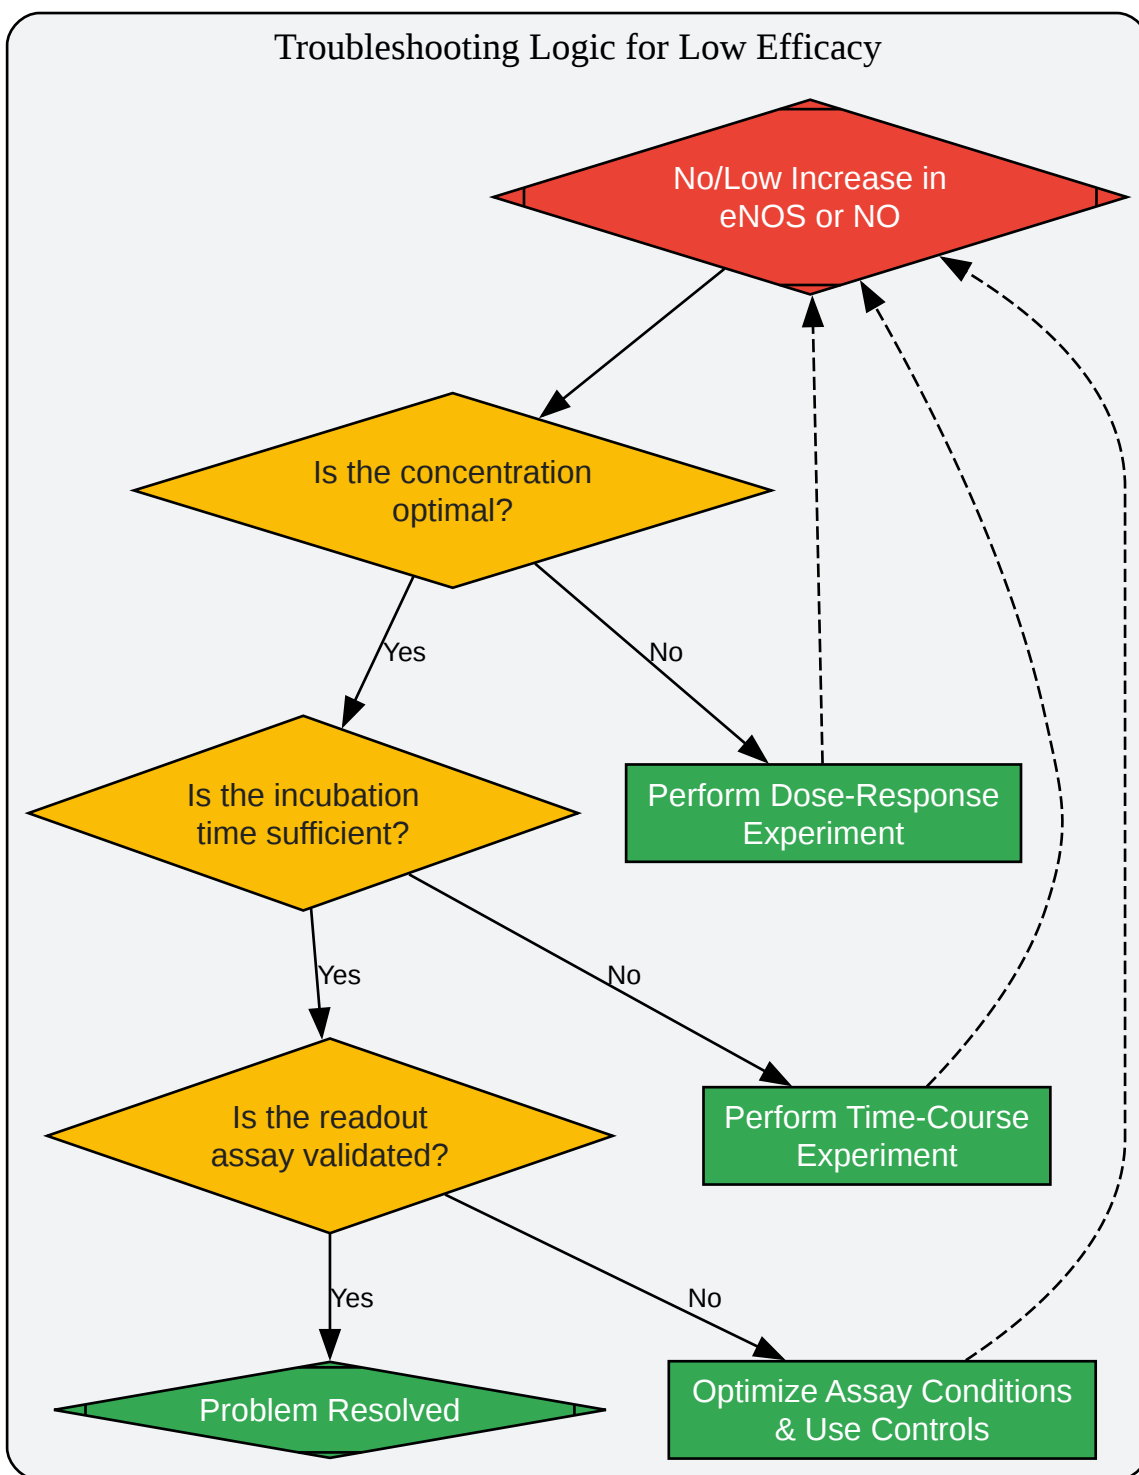 Troubleshooting Logic for Low Efficacy
No/Low Increase in
eNOS or NO
Is the concentration
optimal?
Yes
No
Is the incubation
time sufficient?
Perform Dose-Response
Experiment
Yes
No
Is the readout
assay validated?
Perform Time-Course
Experiment
Yes
No
Problem Resolved
Optimize Assay Conditions
& Use Controls